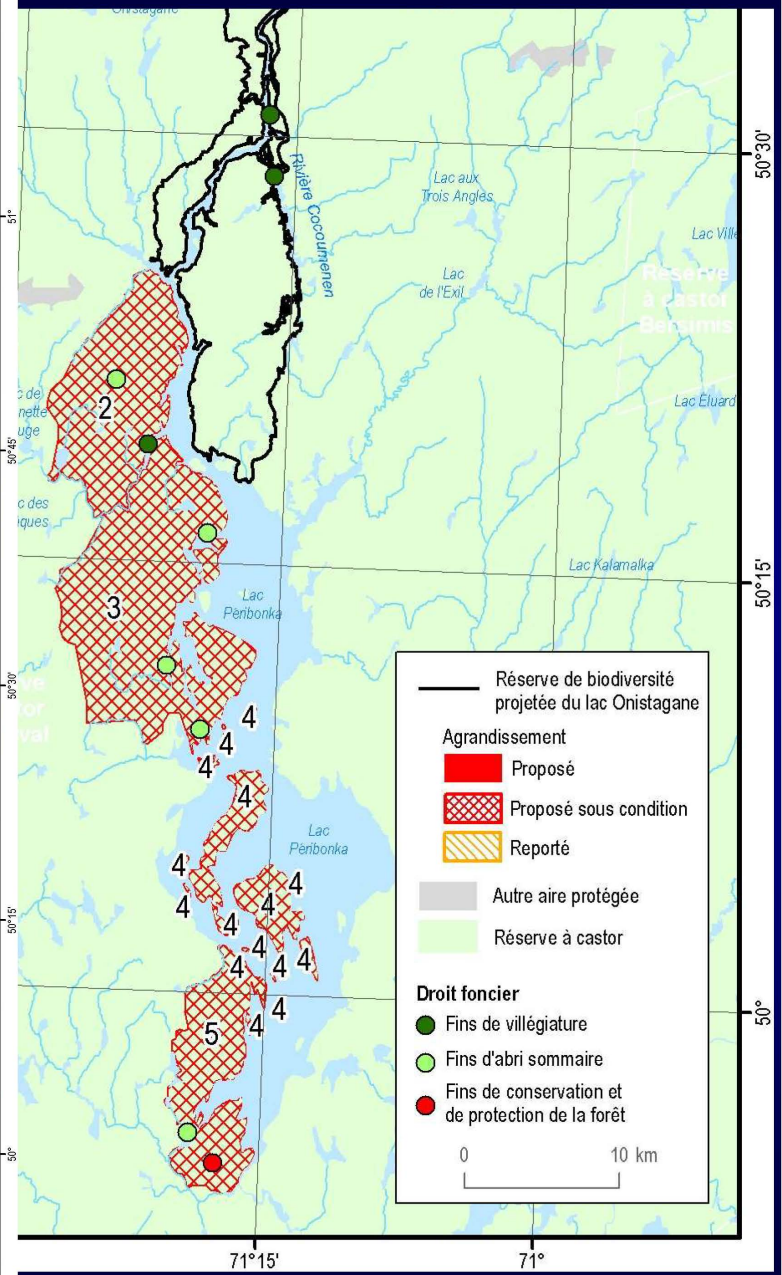 Onistagane
50°30'
Rivière Cocoumenen
Lac aux
Trois Angles
51°
Lac
de l'Exil
Réserve
à castor
Bersimis
2
Lac Éluard
50°45'
3
Lac
Péribonka
Lac Kalamalka
50°15'
50°30'
4
4
4
4
Lac
Péribonka
4
4
4
4
4
4
4
4
4
4
4
50°15'
5
50°
50°
Réserve de biodiversité
projetée du lac Onistagane
Agrandissement
Proposé
Proposé sous condition
Reporté
Autre aire protégée
Réserve à castor
Droit foncier
Fins de villégiature
Fins d'abri sommaire
Fins de conservation et
de protection de la forêt
0 10 km
71°15'
71°